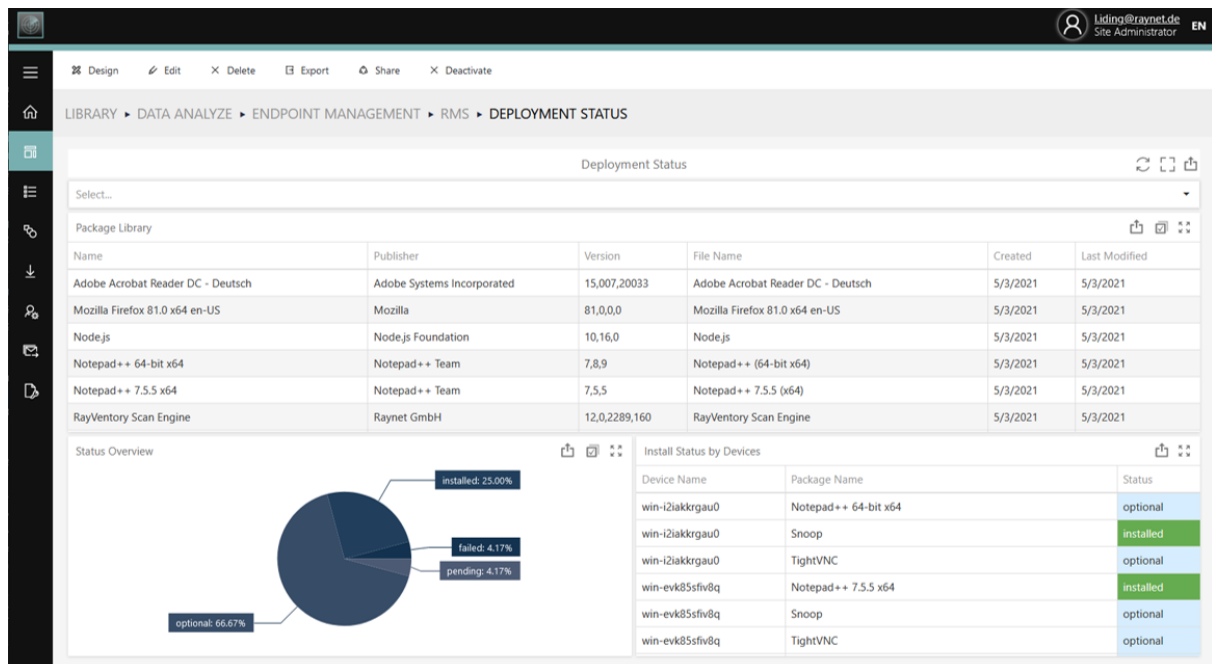 Liding@raynet.de
Site Administrator
EN
Design Edit Delete Export Share Deactivate
LIBRARY ▸ DATA ANALYZE ▸ ENDPOINT MANAGEMENT ▸ RMS ▸ DEPLOYMENT STATUS
Deployment Status
Select...
Package Library
Name Publisher Version File Name Created Last Modified
Adobe Acrobat Reader DC - Deutsch Adobe Systems Incorporated 15,007,20033 Adobe Acrobat Reader DC - Deutsch 5/3/2021 5/3/2021
Mozilla Firefox 81.0 x64 en-US Mozilla 81,0,0,0 Mozilla Firefox 81.0 x64 en-US 5/3/2021 5/3/2021
Node.js Node.js Foundation 10,16,0 Node.js 5/3/2021 5/3/2021
Notepad++ 64-bit x64 Notepad++ Team 7,8,9 Notepad++ (64-bit x64) 5/3/2021 5/3/2021
Notepad++ 7.5.5 x64 Notepad++ Team 7,5,5 Notepad++ 7.5.5 (x64) 5/3/2021 5/3/2021
RayVentory Scan Engine Raynet GmbH 12,0,2289,160 RayVentory Scan Engine 5/3/2021 5/3/2021
Status Overview
installed: 25.00%
failed: 4.17%
pending: 4.17%
optional: 66.67%
Install Status by Devices
Device Name Package Name Status
win-i2iakkrgau0 Notepad++ 64-bit x64 optional
win-i2iakkrgau0 Snoop installed
win-i2iakkrgau0 TightVNC optional
win-evk85sfiv8q Notepad++ 7.5.5 x64 installed
win-evk85sfiv8q Snoop optional
win-evk85sfiv8q TightVNC optional